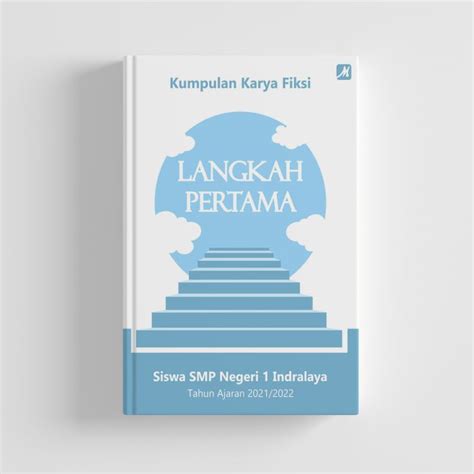 Kumpulan Karya Fiksi
LANGKAH
PERTAMA
Siswa SMP Negeri 1 Indralaya
Tahun Ajaran 2021/2022